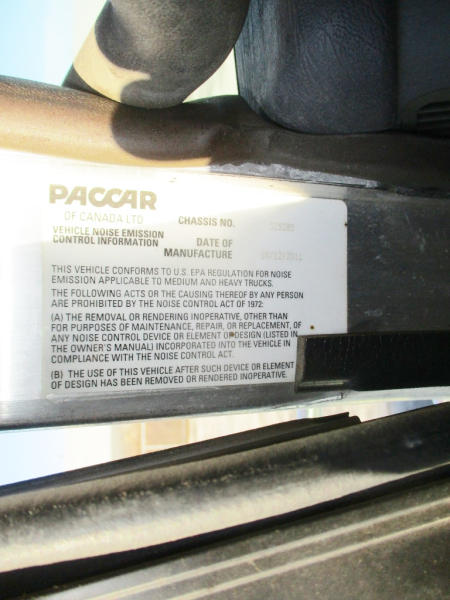 PACCAR
OF CANADA LTD
VEHICLE NOISE EMISSION
CONTROL INFORMATION
CHASSIS NO.
DATE OF
MANUFACTURE
THIS VEHICLE CONFORMS TO U.S. EPA REGULATION FOR NOISE
EMISSION APPLICABLE TO MEDIUM AND HEAVY TRUCKS.
THE FOLLOWING ACTS OR THE CAUSING THEREOF BY ANY PERSON
ARE PROHIBITED BY THE NOISE CONTROL ACT OF 1972:
(A) THE REMOVAL OR RENDERING INOPERATIVE, OTHER THAN
FOR PURPOSES OF MAINTENANCE, REPAIR, OR REPLACEMENT, OF
ANY NOISE CONTROL DEVICE OR ELEMENT OF DESIGN (LISTED IN
THE OWNER'S MANUAL) INCORPORATED INTO THE VEHICLE IN
COMPLIANCE WITH THE NOISE CONTROL ACT.
(B) THE USE OF THIS VEHICLE AFTER SUCH DEVICE OR ELEMENT
OF DESIGN HAS BEEN REMOVED OR RENDERED INOPERATIVE.